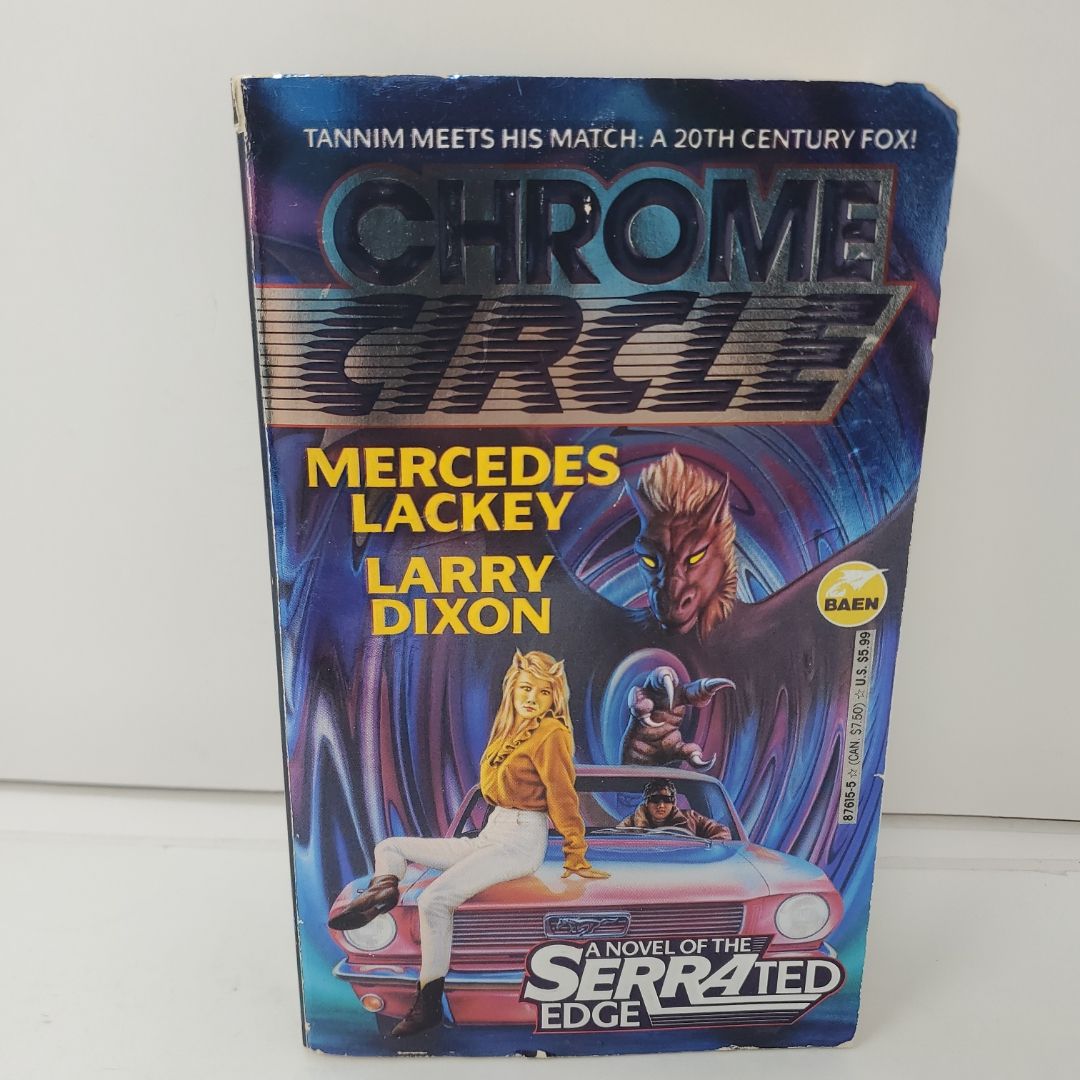 TANNIM MEETS HIS MATCH: A 20TH CENTURY FOX!
CHROME
CIRCLE
MERCEDES
LACKEY
LARRY
DIXON
BAEN
87615-5 ☆ (CAN. $7.50) ☆ U.S. $5.99
A NOVEL OF THE
SERRATED
EDGE